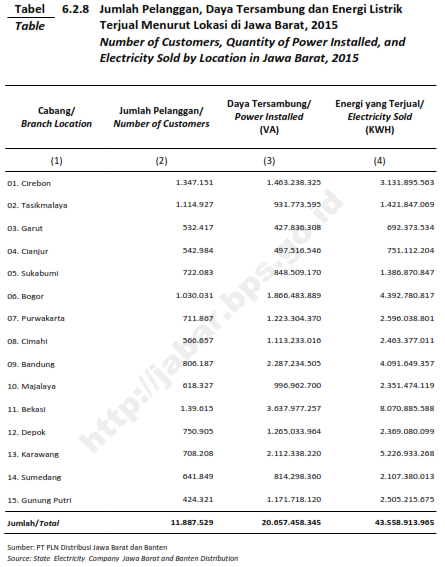 Tabel 6.2.8 Jumlah Pelanggan, Daya Tersambung dan Energi Listrik
Table Terjual Menurut Lokasi di Jawa Barat, 2015
Number of Customers, Quantity of Power Installed, and
Electricity Sold by Location in Jawa Barat, 2015
Cabang/ Jumlah Pelanggan/ Daya Tersambung/ Energi yang Terjual/
Branch Location Number of Customers Power Installed Electricity Sold
(VA) (KWH)
(1) (2) (3) (4)
01. Cirebon 1.347.151 1.463.238.325 3.131.895.563
02. Tasikmalaya 1.114.927 931.773.595 1.421.847.069
03. Garut 532.417 427.836.308 692.373.534
04. Cianjur 542.984 497.516.546 751.112.204
05. Sukabumi 722.083 848.509.170 1.386.870.847
06. Bogor 1.030.031 1.866.483.889 4.392.780.817
07. Purwakarta 711.867 1.223.304.370 2.596.038.801
08. Cimahi 566.657 1.113.233.016 2.463.377.011
09. Bandung 806.187 2.287.234.505 4.091.649.357
10. Majalaya 618.327 996.962.700 2.351.474.119
11. Bekasi 1.39.615 3.637.977.257 8.070.885.588
12. Depok 750.905 1.265.033.964 2.369.080.099
13. Karawang 708.208 2.112.338.220 5.226.933.268
14. Sumedang 641.849 814.298.360 2.107.380.013
15. Gunung Putri 424.321 1.171.718.120 2.505.215.675
Jumlah/Total 11.887.529 20.657.458.345 43.558.913.965
Sumber: PT PLN Distribusi Jawa Barat dan Banten
Source: State Electricity Company Jawa Barat and Banten Distribution
http://jabar.bps.go.id